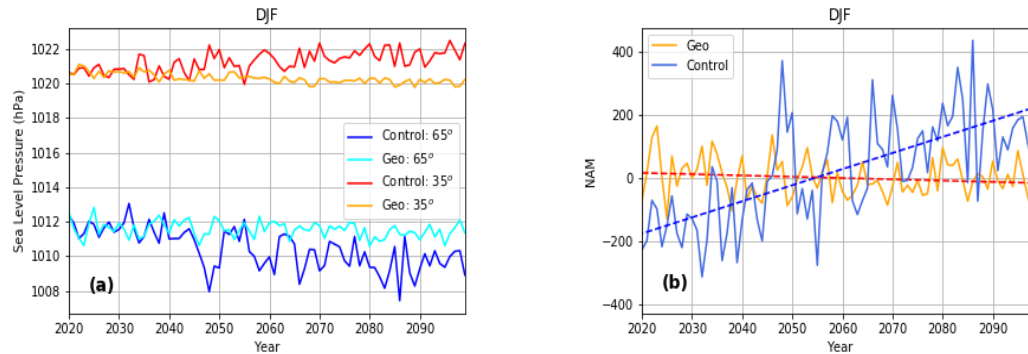 DJF
Sea Level Pressure (hPa)
1022
1020
1018
1016
1014
1012
1010
1008
Control: 65°
Geo: 65°
Control: 35°
Geo: 35°
(a)
2020 2030 2040 2050 2060 2070 2080 2090
Year
DJF
NAM
400
200
0
−200
−400
Geo
Control
(b)
2020 2030 2040 2050 2060 2070 2080 2090
Year